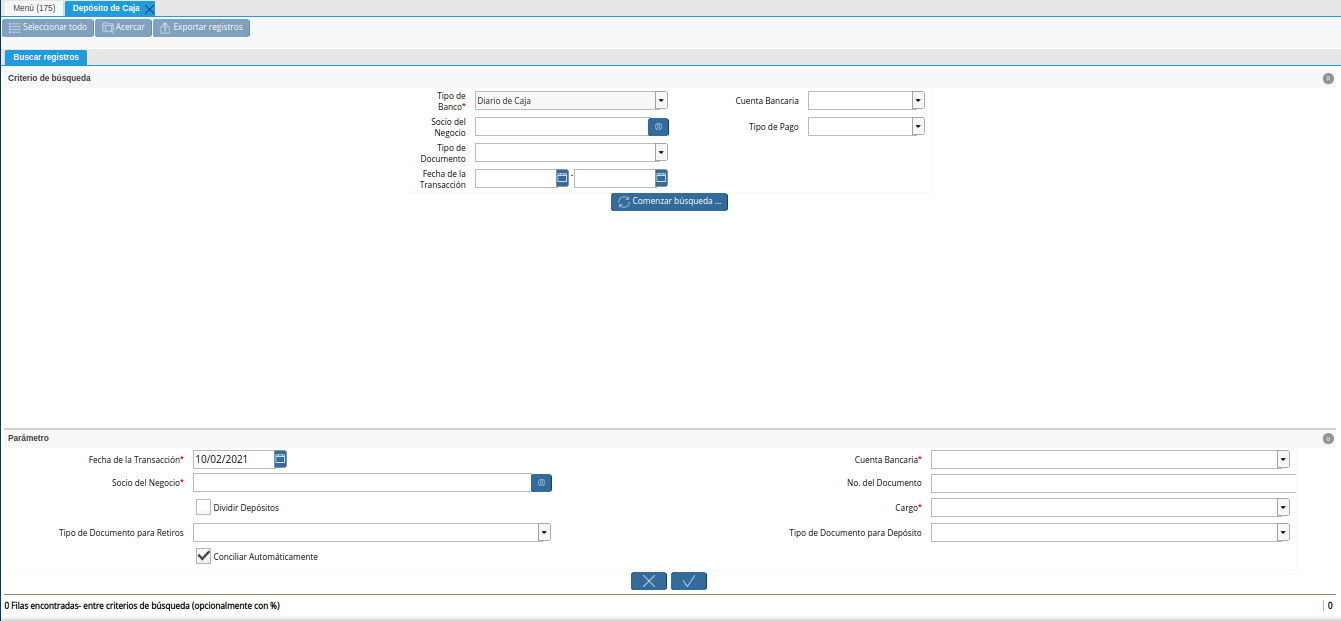 Menú (175) Depósito de Caja
Seleccionar todo Acercar Exportar registros
Buscar registros
Criterio de búsqueda
Tipo de Banco* Diario de Caja Cuenta Bancaria
Socio del Negocio Tipo de Pago
Tipo de Documento
Fecha de la Transacción -
Comenzar búsqueda ...
Parámetro
Fecha de la Transacción* 10/02/2021 Cuenta Bancaria*
Socio del Negocio* No. del Documento
Dividir Depósitos Cargo*
Tipo de Documento para Retiros Tipo de Documento para Depósito
Conciliar Automáticamente
0 Filas encontradas- entre criterios de búsqueda (opcionalmente con %) 0